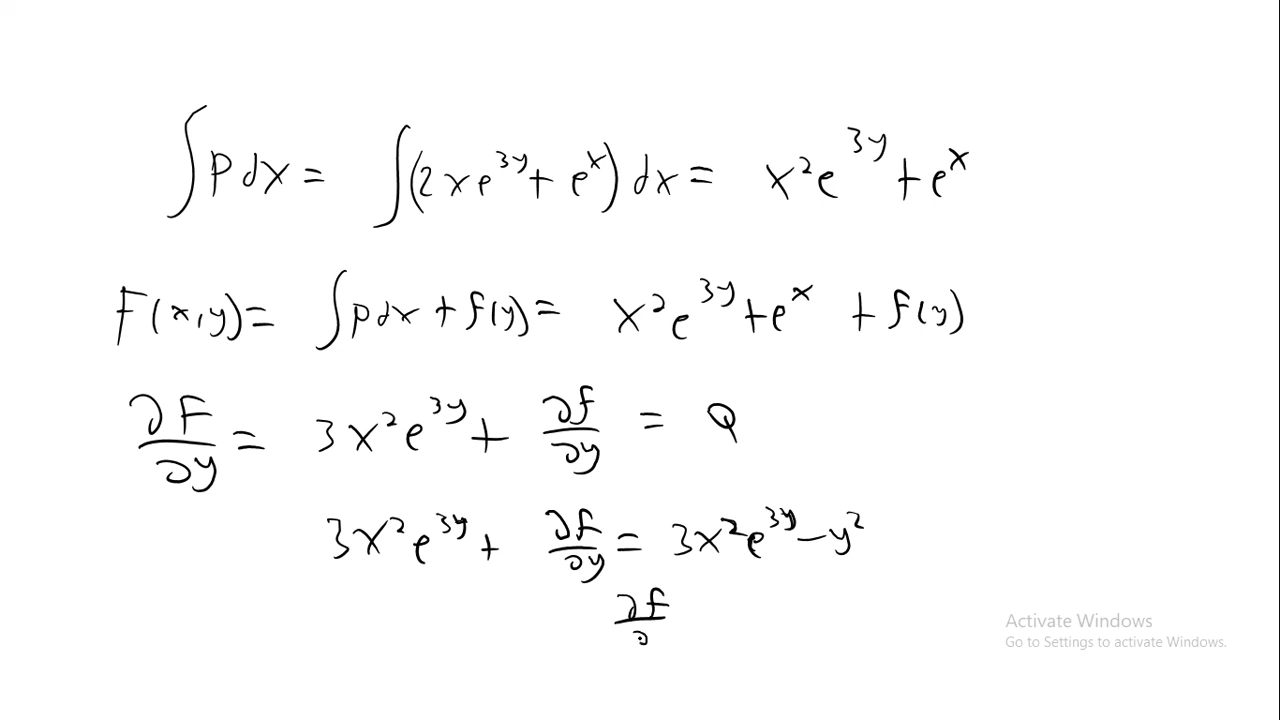 ∫ P dx = ∫(2xe^{3y} + e^x) dx = x²e^{3y} + e^x
F(x,y) = ∫ P dx + f(y) = x²e^{3y} + e^x + f(y)
∂F/∂y = 3x²e^{3y} + ∂f/∂y = Q
3x²e^{3y} + ∂f/∂y = 3x²e^{3y} − y²
∂f/∂
Activate Windows
Go to Settings to activate Windows.